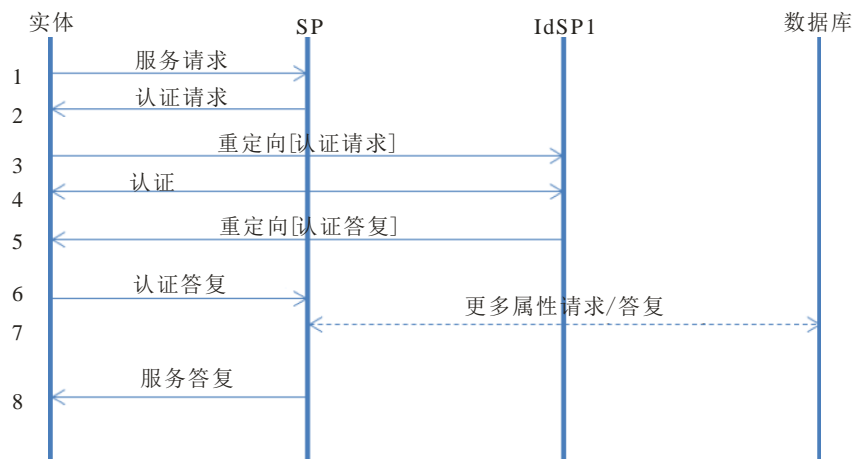 实体 SP IdSP1 数据库
1 服务请求
2 认证请求
3 重定向[认证请求]
4 认证
5 重定向[认证答复]
6 认证答复
7 更多属性请求/答复
8 服务答复